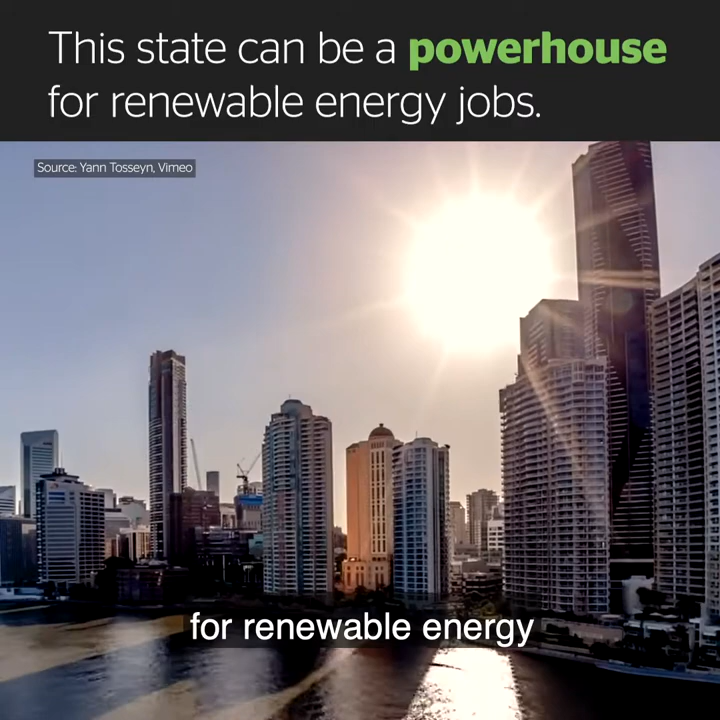 This state can be a powerhouse
for renewable energy jobs.
Source: Yann Tosseyn, Vimeo
for renewable energy